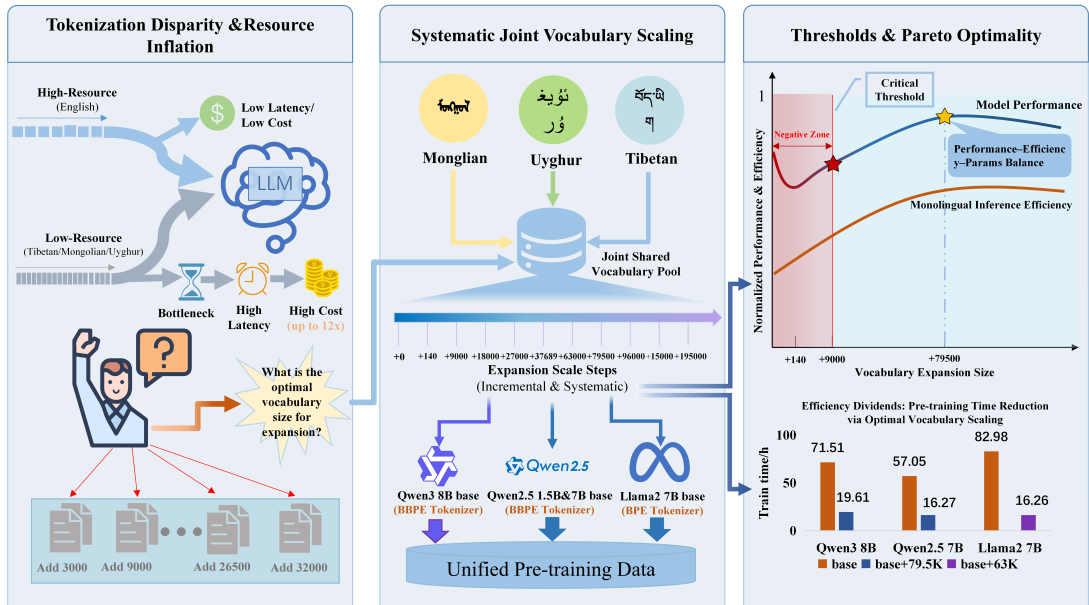 Tokenization Disparity &Resource
Inflation
High-Resource
(English)
Low Latency/
Low Cost
$
LLM
Low-Resource
(Tibetan/Mongolian/Uyghur)
Bottleneck
High
Latency
High Cost
(up to 12x)
?
What is the
optimal
vocabulary
size for
expansion?
Add 3000
Add 9000
Add 26500
Add 32000
Systematic Joint Vocabulary Scaling
ئۇيغ
ۇر
བོད་ཡི
ག
Monglian
Uyghur
Tibetan
Joint Shared
Vocabulary Pool
+0 +140 +9000 +18000 +27000 +37689 +63000 +79500 +96000 +15000 +195000
Expansion Scale Steps
(Incremental & Systematic)
Qwen2.5
Qwen3 8B base
(BBPE Tokenizer)
Qwen2.5 1.5B&7B base
(BBPE Tokenizer)
Llama2 7B base
(BPE Tokenizer)
Unified Pre-training Data
Thresholds & Pareto Optimality
Normalized Performance & Efficiency
1
Critical
Threshold
Negative Zone
Model Performance
Performance–Efficienc
y–Params Balance
Monolingual Inference Efficiency
+140
+9000
+79500
Vocabulary Expansion Size
Efficiency Dividends: Pre-training Time Reduction
via Optimal Vocabulary Scaling
Train time/h
100
50
0
71.51
19.61
57.05
16.27
82.98
16.26
Qwen3 8B
Qwen2.5 7B
Llama2 7B
base
base+79.5K
base+63K